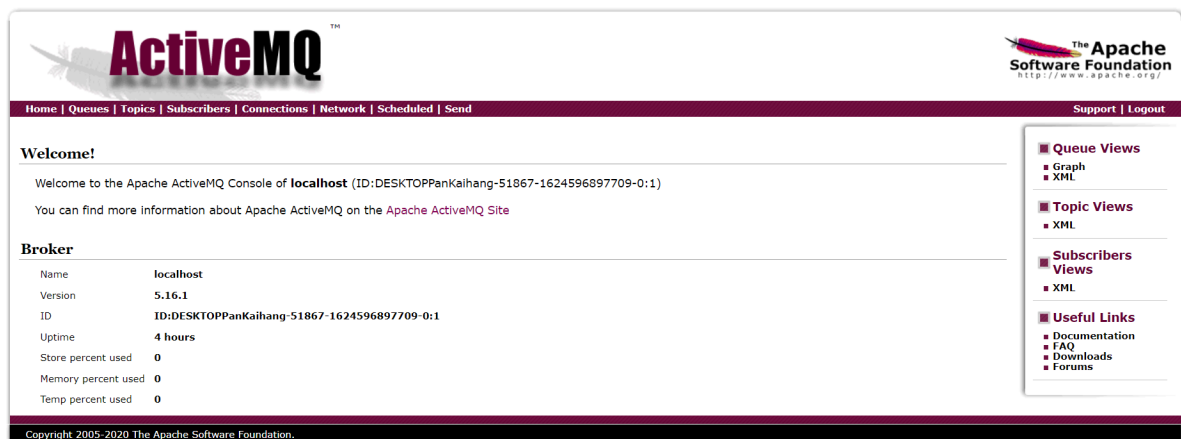 ActiveMQ™
The Apache
Software Foundation
http://www.apache.org/
Home | Queues | Topics | Subscribers | Connections | Network | Scheduled | Send
Support | Logout
Welcome!
Welcome to the Apache ActiveMQ Console of localhost (ID:DESKTOPPanKaihang-51867-1624596897709-0:1)
You can find more information about Apache ActiveMQ on the Apache ActiveMQ Site
Broker
Name localhost
Version 5.16.1
ID ID:DESKTOPPanKaihang-51867-1624596897709-0:1
Uptime 4 hours
Store percent used 0
Memory percent used 0
Temp percent used 0
Queue Views
Graph
XML
Topic Views
XML
Subscribers
Views
XML
Useful Links
Documentation
FAQ
Downloads
Forums
Copyright 2005-2020 The Apache Software Foundation.